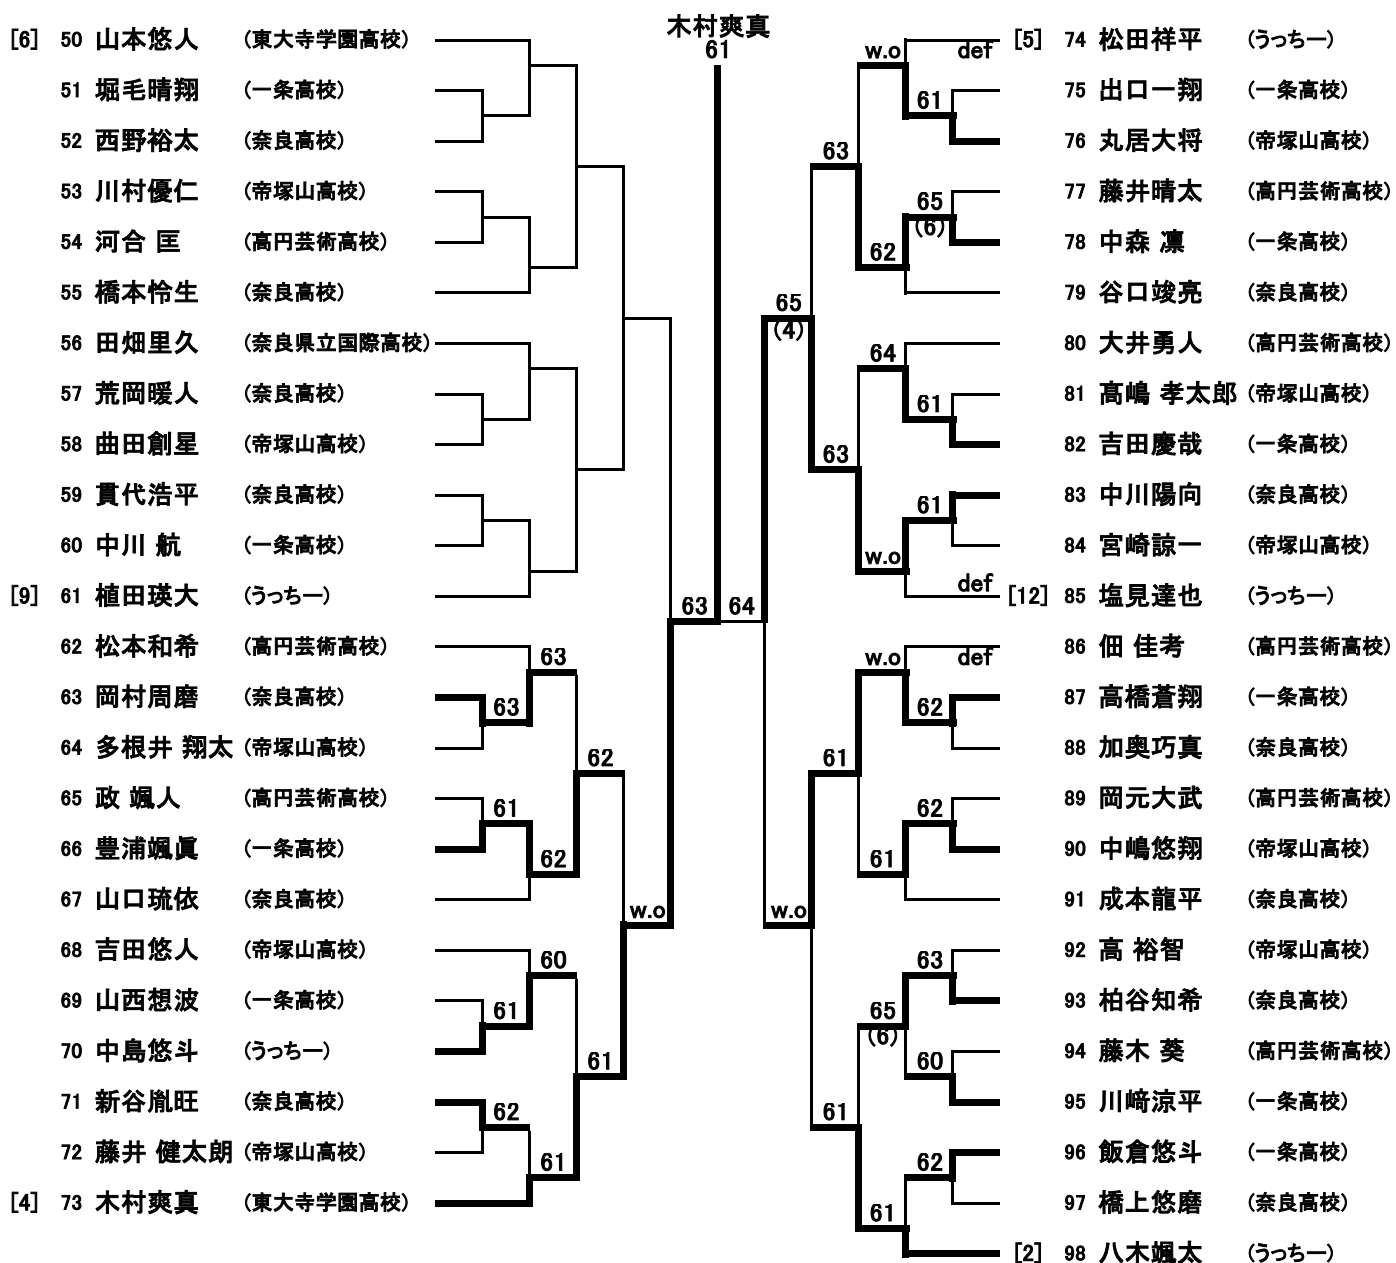 木村爽真
61
[6] 50 山本悠人 (東大寺学園高校)
51 堀毛晴翔 (一条高校)
52 西野裕太 (奈良高校)
53 川村優仁 (帝塚山高校)
54 河合 匡 (高円芸術高校)
55 橋本怜生 (奈良高校)
56 田畑里久 (奈良県立国際高校)
57 荒岡暖人 (奈良高校)
58 曲田創星 (帝塚山高校)
59 貫代浩平 (奈良高校)
60 中川 航 (一条高校)
[9] 61 植田瑛大 (うっちー)
62 松本和希 (高円芸術高校)
63 岡村周磨 (奈良高校)
64 多根井 翔太 (帝塚山高校)
65 政 颯人 (高円芸術高校)
66 豊浦颯眞 (一条高校)
67 山口琉依 (奈良高校)
68 吉田悠人 (帝塚山高校)
69 山西想波 (一条高校)
70 中島悠斗 (うっちー)
71 新谷胤旺 (奈良高校)
72 藤井 健太朗 (帝塚山高校)
[4] 73 木村爽真 (東大寺学園高校)
63
63
62
61
62
w.o
60
61
61
62
61
63
64
w.o
def
61
63
65
(6)
62
65
(4)
64
61
63
61
w.o
def
w.o
def
62
61
62
61
w.o
63
65
(6)
60
61
62
61
[5] 74 松田祥平 (うっちー)
75 出口一翔 (一条高校)
76 丸居大将 (帝塚山高校)
77 藤井晴太 (高円芸術高校)
78 中森 凛 (一条高校)
79 谷口竣亮 (奈良高校)
80 大井勇人 (高円芸術高校)
81 髙嶋 孝太郎 (帝塚山高校)
82 吉田慶哉 (一条高校)
83 中川陽向 (奈良高校)
84 宮崎諒一 (帝塚山高校)
[12] 85 塩見達也 (うっちー)
86 佃 佳考 (高円芸術高校)
87 高橋蒼翔 (一条高校)
88 加奥巧真 (奈良高校)
89 岡元大武 (高円芸術高校)
90 中嶋悠翔 (帝塚山高校)
91 成本龍平 (奈良高校)
92 高 裕智 (帝塚山高校)
93 柏谷知希 (奈良高校)
94 藤木 葵 (高円芸術高校)
95 川﨑涼平 (一条高校)
96 飯倉悠斗 (一条高校)
97 橋上悠磨 (奈良高校)
[2] 98 八木颯太 (うっちー)